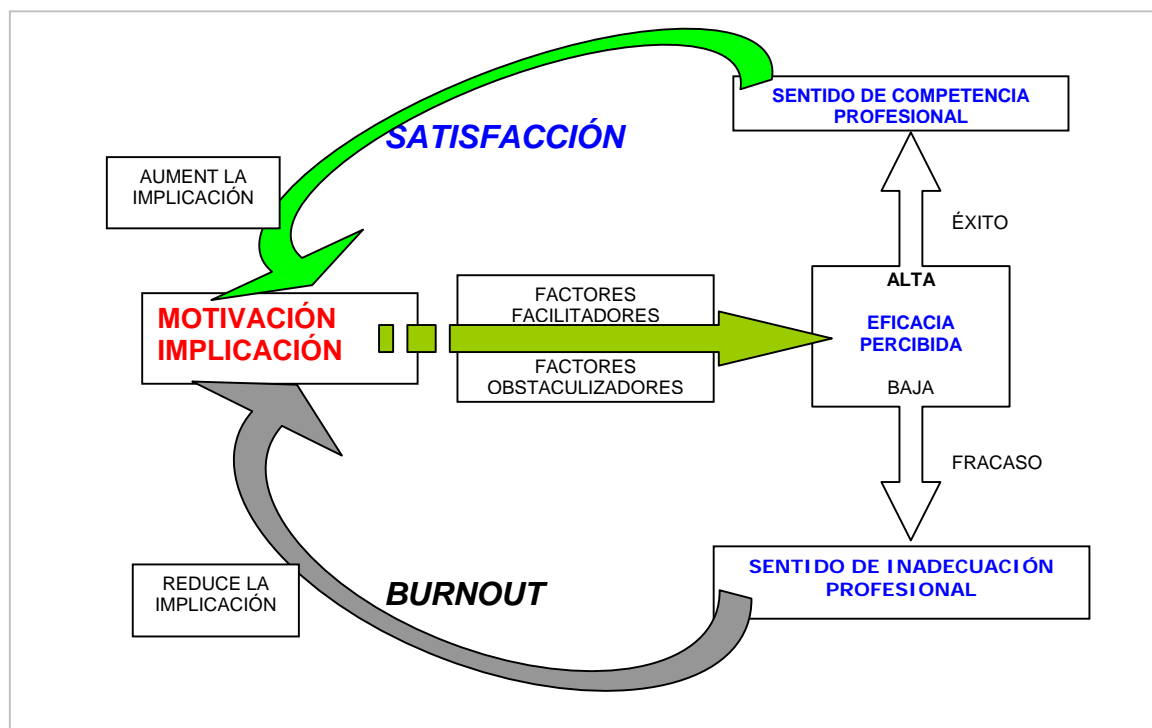 SENTIDO DE COMPETENCIA
PROFESIONAL
SATISFACCIÓN
AUMENT LA
IMPLICACIÓN
ÉXITO
MOTIVACIÓN
IMPLICACIÓN
FACTORES
FACILITADORES
FACTORES
OBSTACULIZADORES
ALTA
EFICACIA
PERCIBIDA
BAJA
FRACASO
SENTIDO DE INADECUACIÓN
PROFESIONAL
REDUCE LA
IMPLICACIÓN
BURNOUT